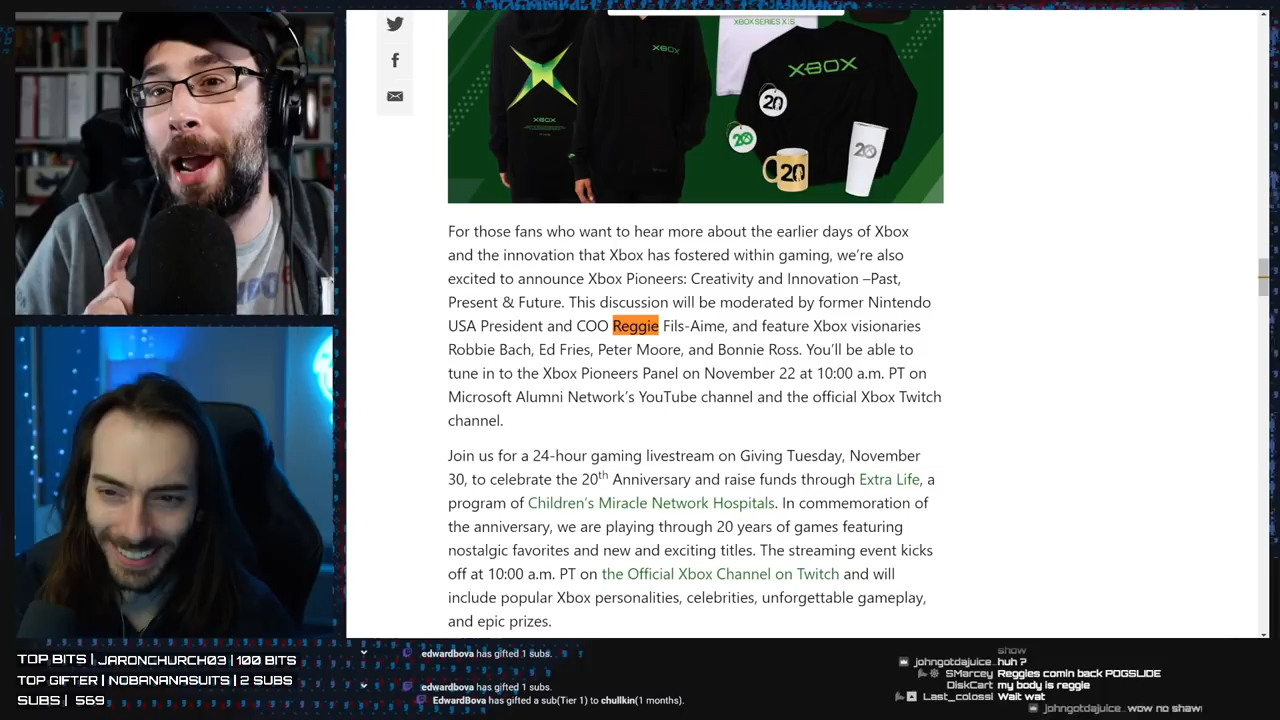 XBOX SERIES X|S
XBOX
XBOX
XBOX
20
20
20
20
For those fans who want to hear more about the earlier days of Xbox
and the innovation that Xbox has fostered within gaming, we're also
excited to announce Xbox Pioneers: Creativity and Innovation –Past,
Present & Future. This discussion will be moderated by former Nintendo
USA President and COO Reggie Fils-Aime, and feature Xbox visionaries
Robbie Bach, Ed Fries, Peter Moore, and Bonnie Ross. You'll be able to
tune in to the Xbox Pioneers Panel on November 22 at 10:00 a.m. PT on
Microsoft Alumni Network's YouTube channel and the official Xbox Twitch
channel.
Join us for a 24-hour gaming livestream on Giving Tuesday, November
30, to celebrate the 20th Anniversary and raise funds through Extra Life, a
program of Children's Miracle Network Hospitals. In commemoration of
the anniversary, we are playing through 20 years of games featuring
nostalgic favorites and new and exciting titles. The streaming event kicks
off at 10:00 a.m. PT on the Official Xbox Channel on Twitch and will
include popular Xbox personalities, celebrities, unforgettable gameplay,
and epic prizes.
TOP BITS | JARONCHURCH03 | 100 BITS
TOP GIFTER | NOBANANASUITS | 2 SUBS
SUBS | 569
edwardbova has gifted 1 subs.
edwardbova has gifted 1 subs.
EdwardBova has gifted a sub(Tier 1) to chullkin (1 months).
show
johngotdajuice_ huh ?
SMarcey Reggies comin back POGSLIDE
DiskCart my body is reggie
Last_colossi Wait wat
johngotdajuice_ wow no shaw